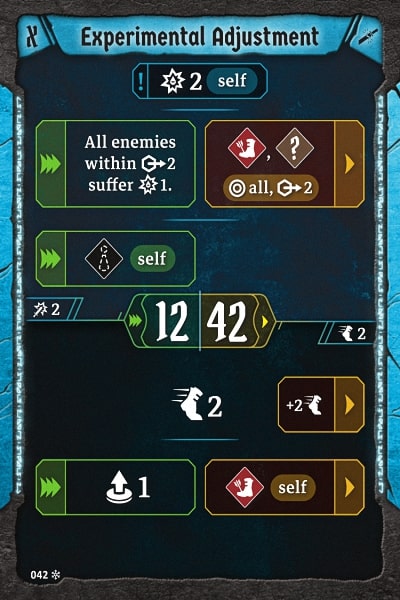 א Experimental Adjustment
! 2 self
All enemies
within 2
suffer 1.
, ?
all, 2
self
2
12 42
2
2
+2
1
self
042